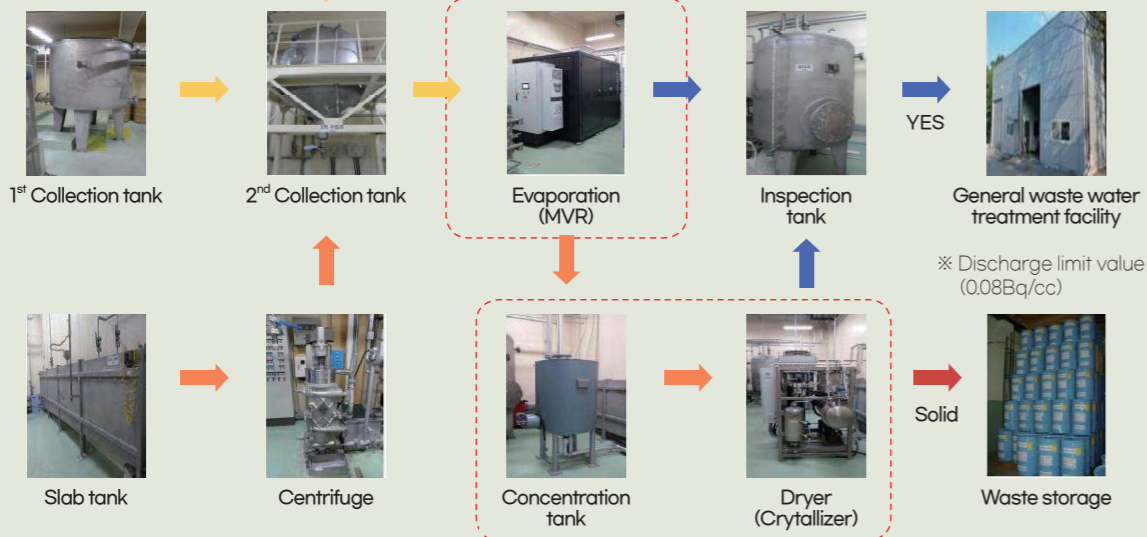 1st Collection tank
2nd Collection tank
Evaporation
(MVR)
Inspection
tank
YES
General waste water
treatment facility
※ Discharge limit value
(0.08Bq/cc)
Slab tank
Centrifuge
Concentration
tank
Dryer
(Crytallizer)
Solid
Waste storage